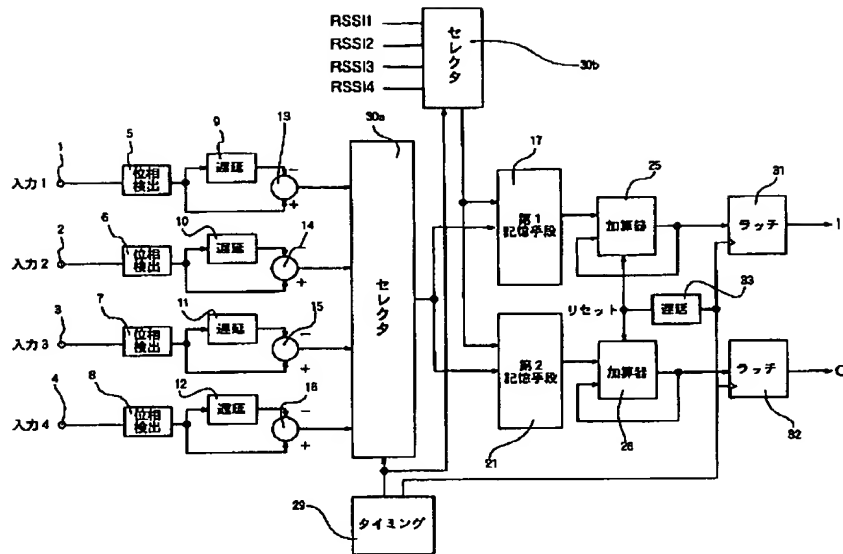 RSSI1
RSSI2
RSSI3
RSSI4
セレクタ
30b
30a
セレクタ
1
入力1
5
位相検出
9
遅延
13
−
+
2
入力2
6
位相検出
10
遅延
14
−
+
3
入力3
7
位相検出
11
遅延
15
−
+
4
入力4
8
位相検出
12
遅延
16
−
+
17
第1
記憶手段
25
加算器
31
ラッチ
I
リセット
遅延
33
第2
記憶手段
21
加算器
26
ラッチ
32
Q
29
タイミング